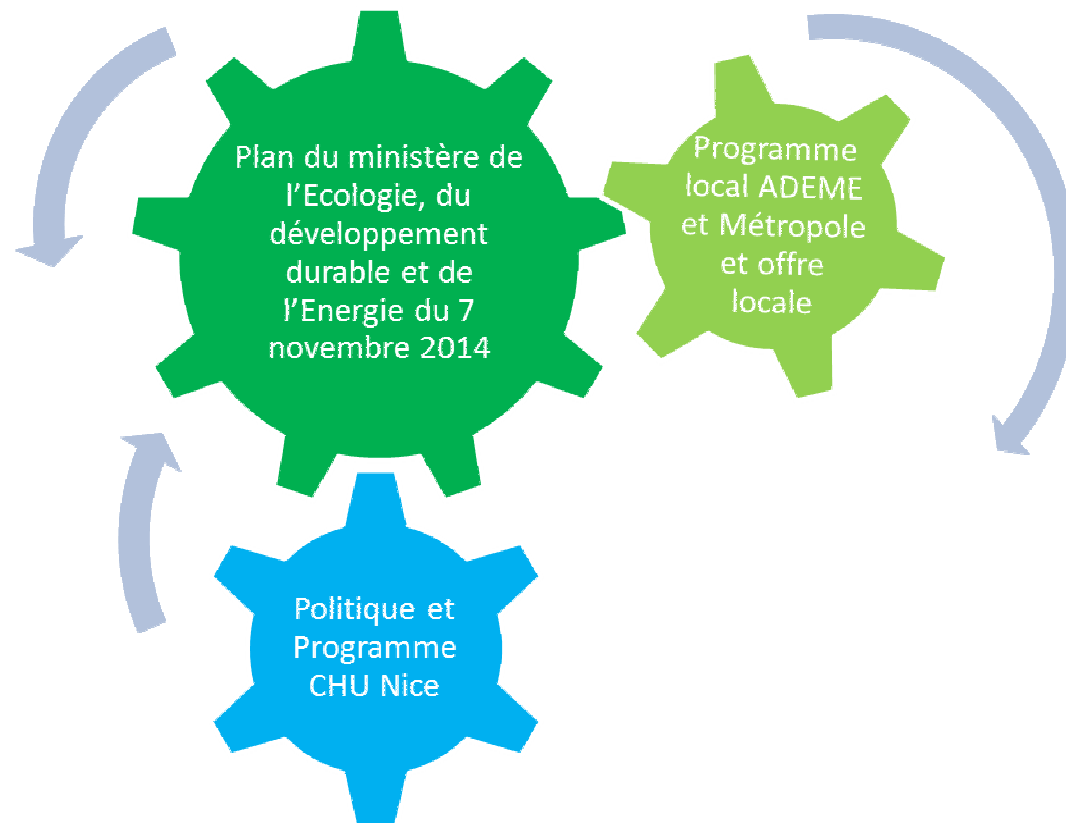 Plan du ministère de
l'Ecologie, du
développement
durable et de
l'Energie du 7
novembre 2014
Programme
local ADEME
et Métropole
et offre
locale
Politique et
Programme
CHU Nice